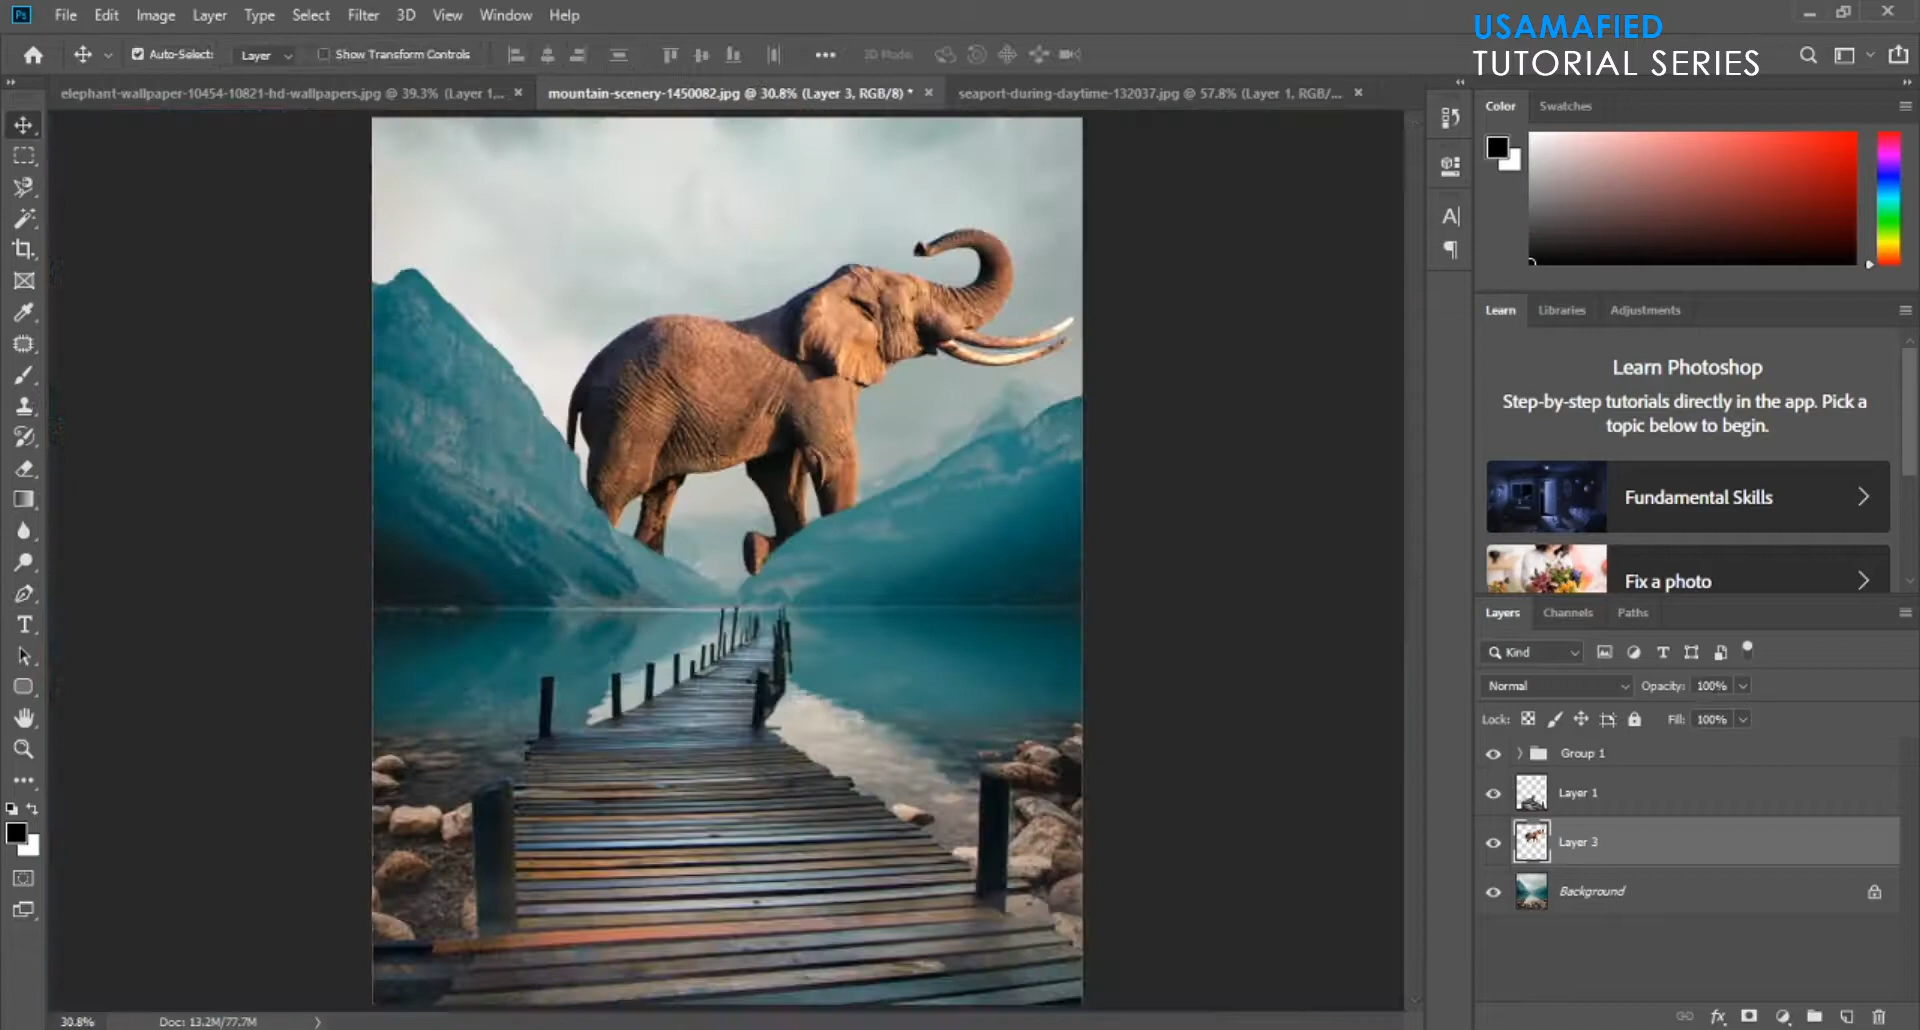 Ps File Edit Image Layer Type Select Filter 3D View Window Help
USAMAFIED
TUTORIAL SERIES
Auto-Select: Layer Show Transform Controls 3D Mode:
elephant-wallpaper-10454-10821-hd-wallpapers.jpg @ 39.3% (Layer 1,... × mountain-scenery-1450082.jpg @ 30.8% (Layer 3, RGB/8) * × seaport-during-daytime-132037.jpg @ 57.8% (Layer 1, RGB/... ×
Color Swatches
Learn Libraries Adjustments
Learn Photoshop
Step-by-step tutorials directly in the app. Pick a
topic below to begin.
Fundamental Skills
Fix a photo
Layers Channels Paths
Kind
Normal Opacity: 100%
Lock: Fill: 100%
Group 1
Layer 1
Layer 3
Background
fx
30.8% Doc: 13.2M/77.7M